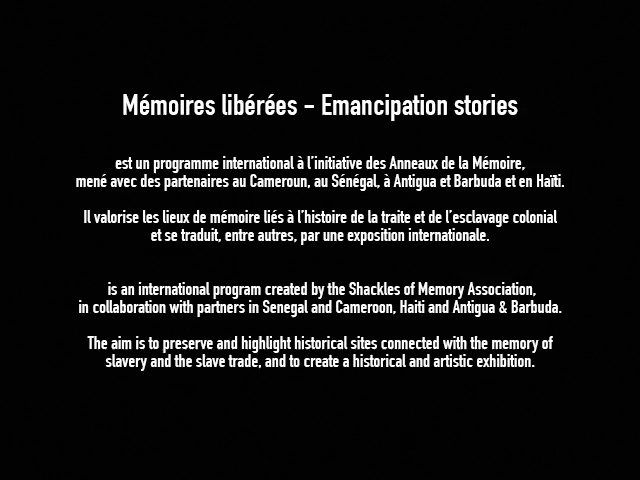 Mémoires libérées - Emancipation stories
est un programme international à l'initiative des Anneaux de la Mémoire,
mené avec des partenaires au Cameroun, au Sénégal, à Antigua et Barbuda et en Haïti.
Il valorise les lieux de mémoire liés à l'histoire de la traite et de l'esclavage colonial
et se traduit, entre autres, par une exposition internationale.
is an international program created by the Shackles of Memory Association,
in collaboration with partners in Senegal and Cameroon, Haiti and Antigua & Barbuda.
The aim is to preserve and highlight historical sites connected with the memory of
slavery and the slave trade, and to create a historical and artistic exhibition.